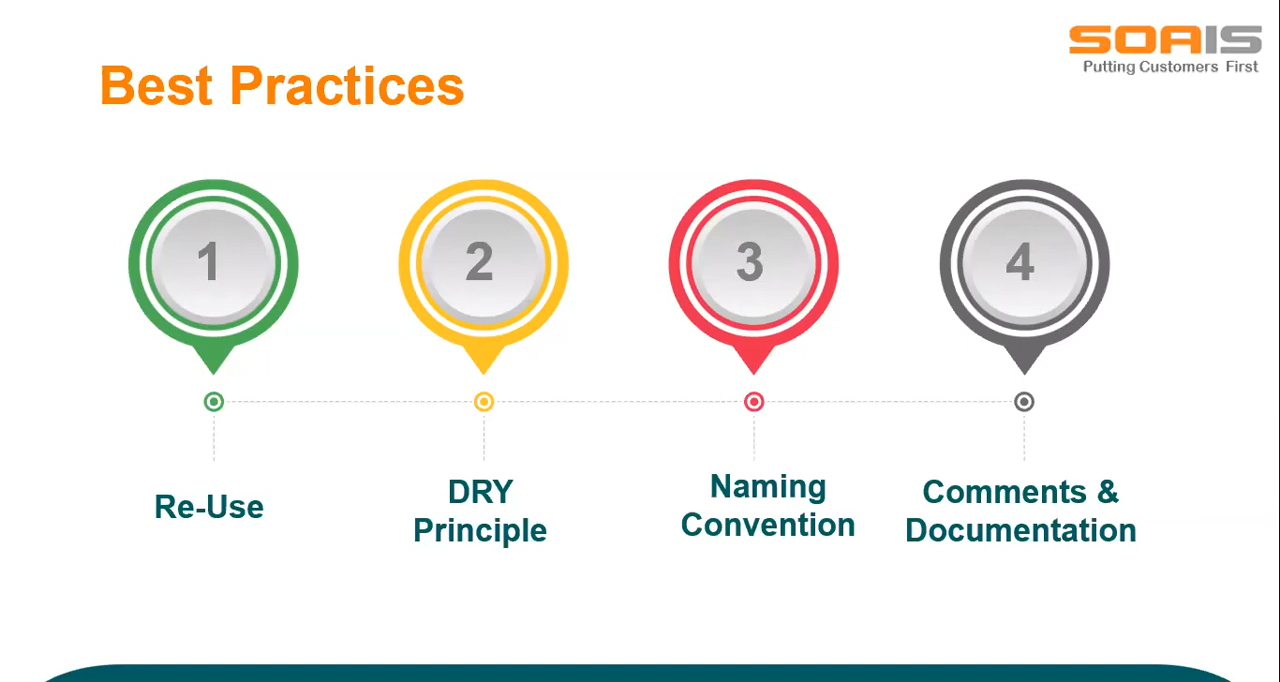 SOAIS
Putting Customers First
Best Practices
1
2
3
4
Re-Use
DRY
Principle
Naming
Convention
Comments &
Documentation